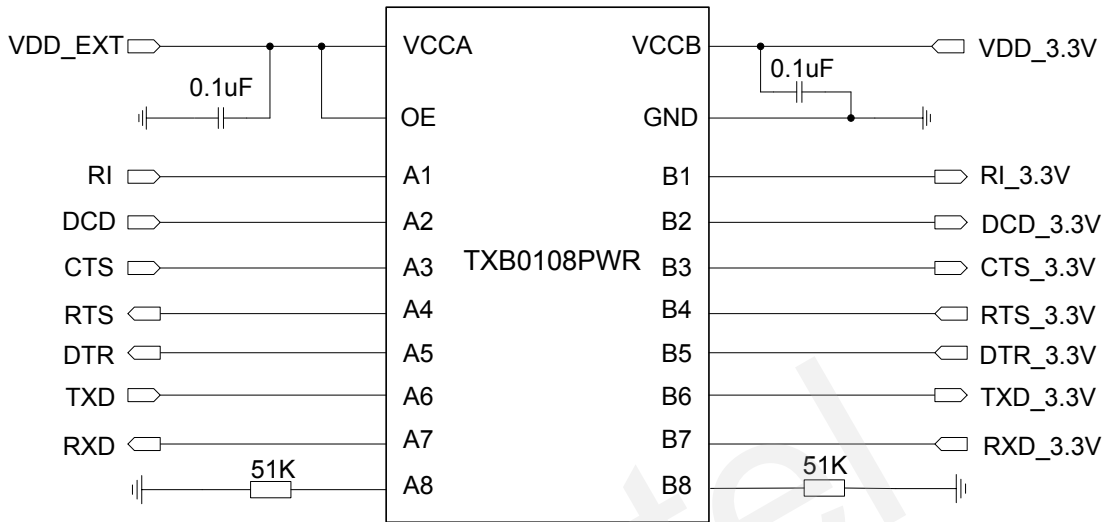 VDD_EXT VCCA VCCB VDD_3.3V
0.1uF 0.1uF
OE GND
RI A1 B1 RI_3.3V
DCD A2 B2 DCD_3.3V
TXB0108PWR
CTS A3 B3 CTS_3.3V
RTS A4 B4 RTS_3.3V
DTR A5 B5 DTR_3.3V
TXD A6 B6 TXD_3.3V
RXD A7 B7 RXD_3.3V
51K 51K
A8 B8